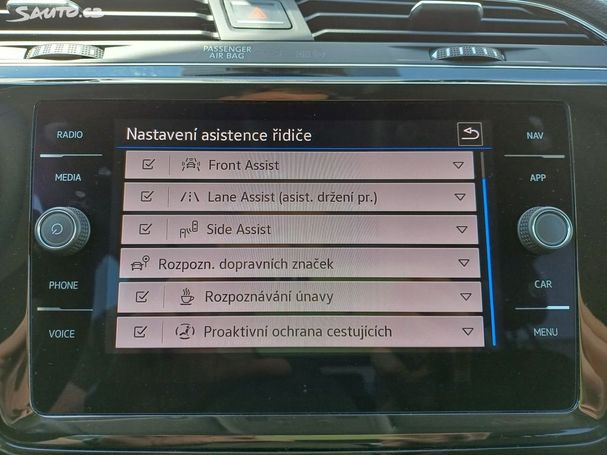 Sauto.cz
PASSENGER
AIR BAG
RADIO
MEDIA
PHONE
VOICE
Nastavení asistence řidiče
Front Assist
Lane Assist (asist. držení pr.)
Side Assist
Rozpozn. dopravních značek
Rozpoznávání únavy
Proaktivní ochrana cestujících
NAV
APP
CAR
MENU